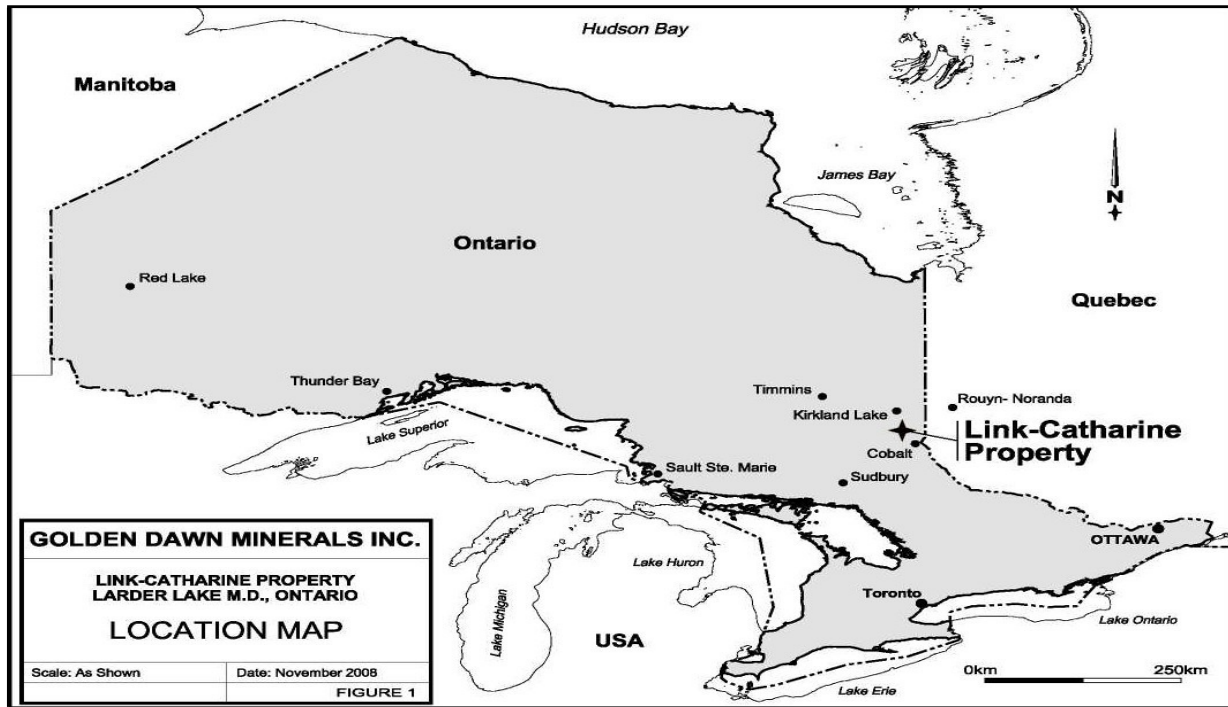 Hudson Bay
Manitoba
James Bay
N
Ontario
Red Lake
Quebec
Thunder Bay
Timmins
Rouyn- Noranda
Kirkland Lake
Lake Superior
Link-Catharine
Property
Cobalt
Sault Ste. Marie
Sudbury
GOLDEN DAWN MINERALS INC.
LINK-CATHARINE PROPERTY
LARDER LAKE M.D., ONTARIO
LOCATION MAP
Scale: As Shown
Date: November 2008
FIGURE 1
OTTAWA
Lake Huron
Lake Michigan
Toronto
Lake Ontario
USA
0km
250km
Lake Erie